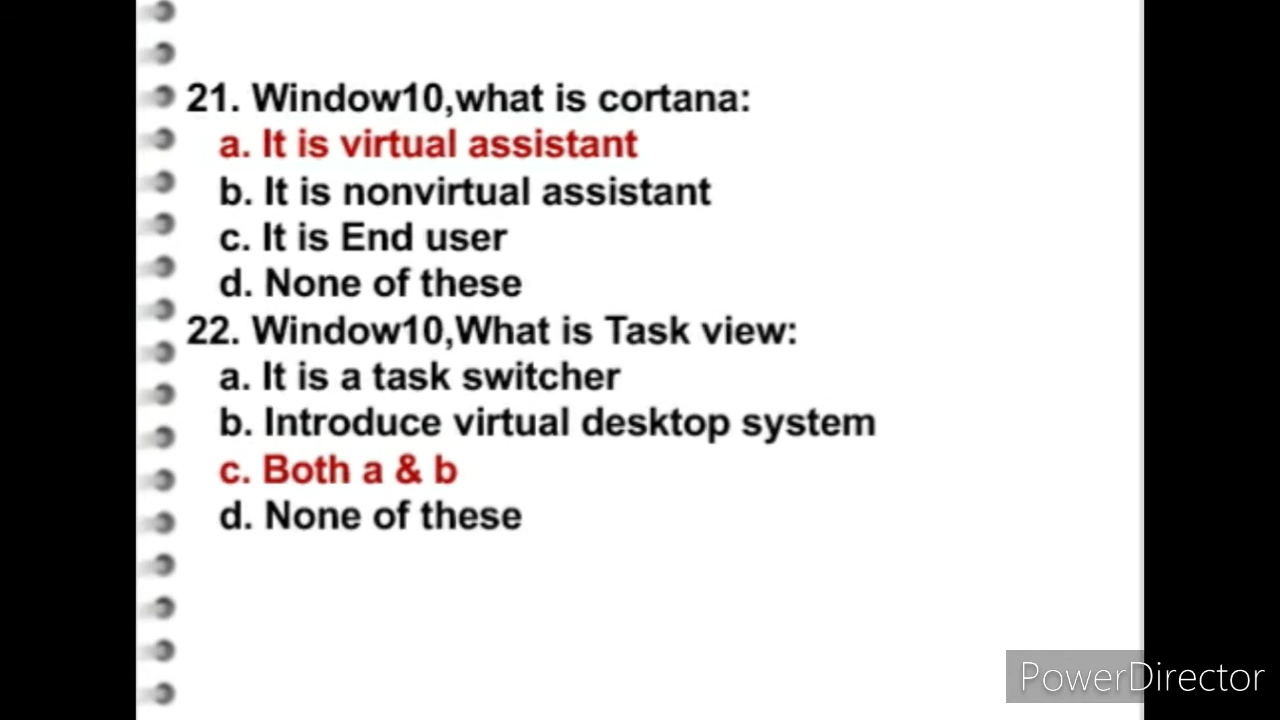 21. Window10,what is cortana:
a. It is virtual assistant
b. It is nonvirtual assistant
c. It is End user
d. None of these
22. Window10,What is Task view:
a. It is a task switcher
b. Introduce virtual desktop system
c. Both a & b
d. None of these
PowerDirector